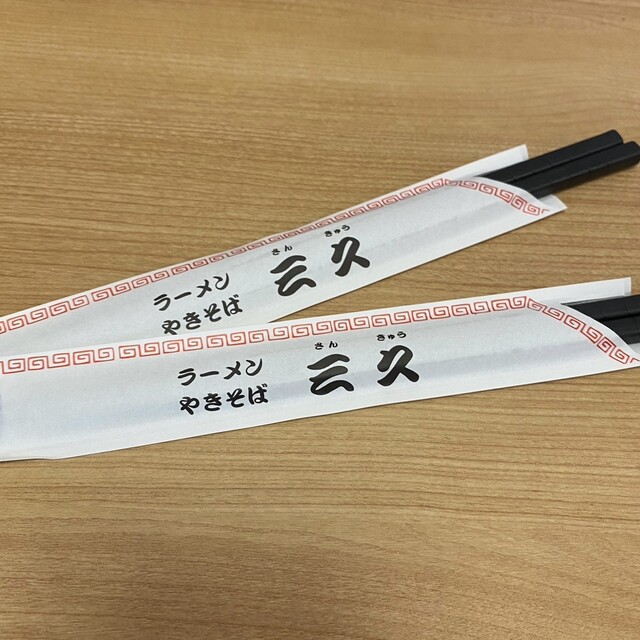 ラーメン
やきそば
さん きゅう
三久
ラーメン
やきそば
さん きゅう
三久